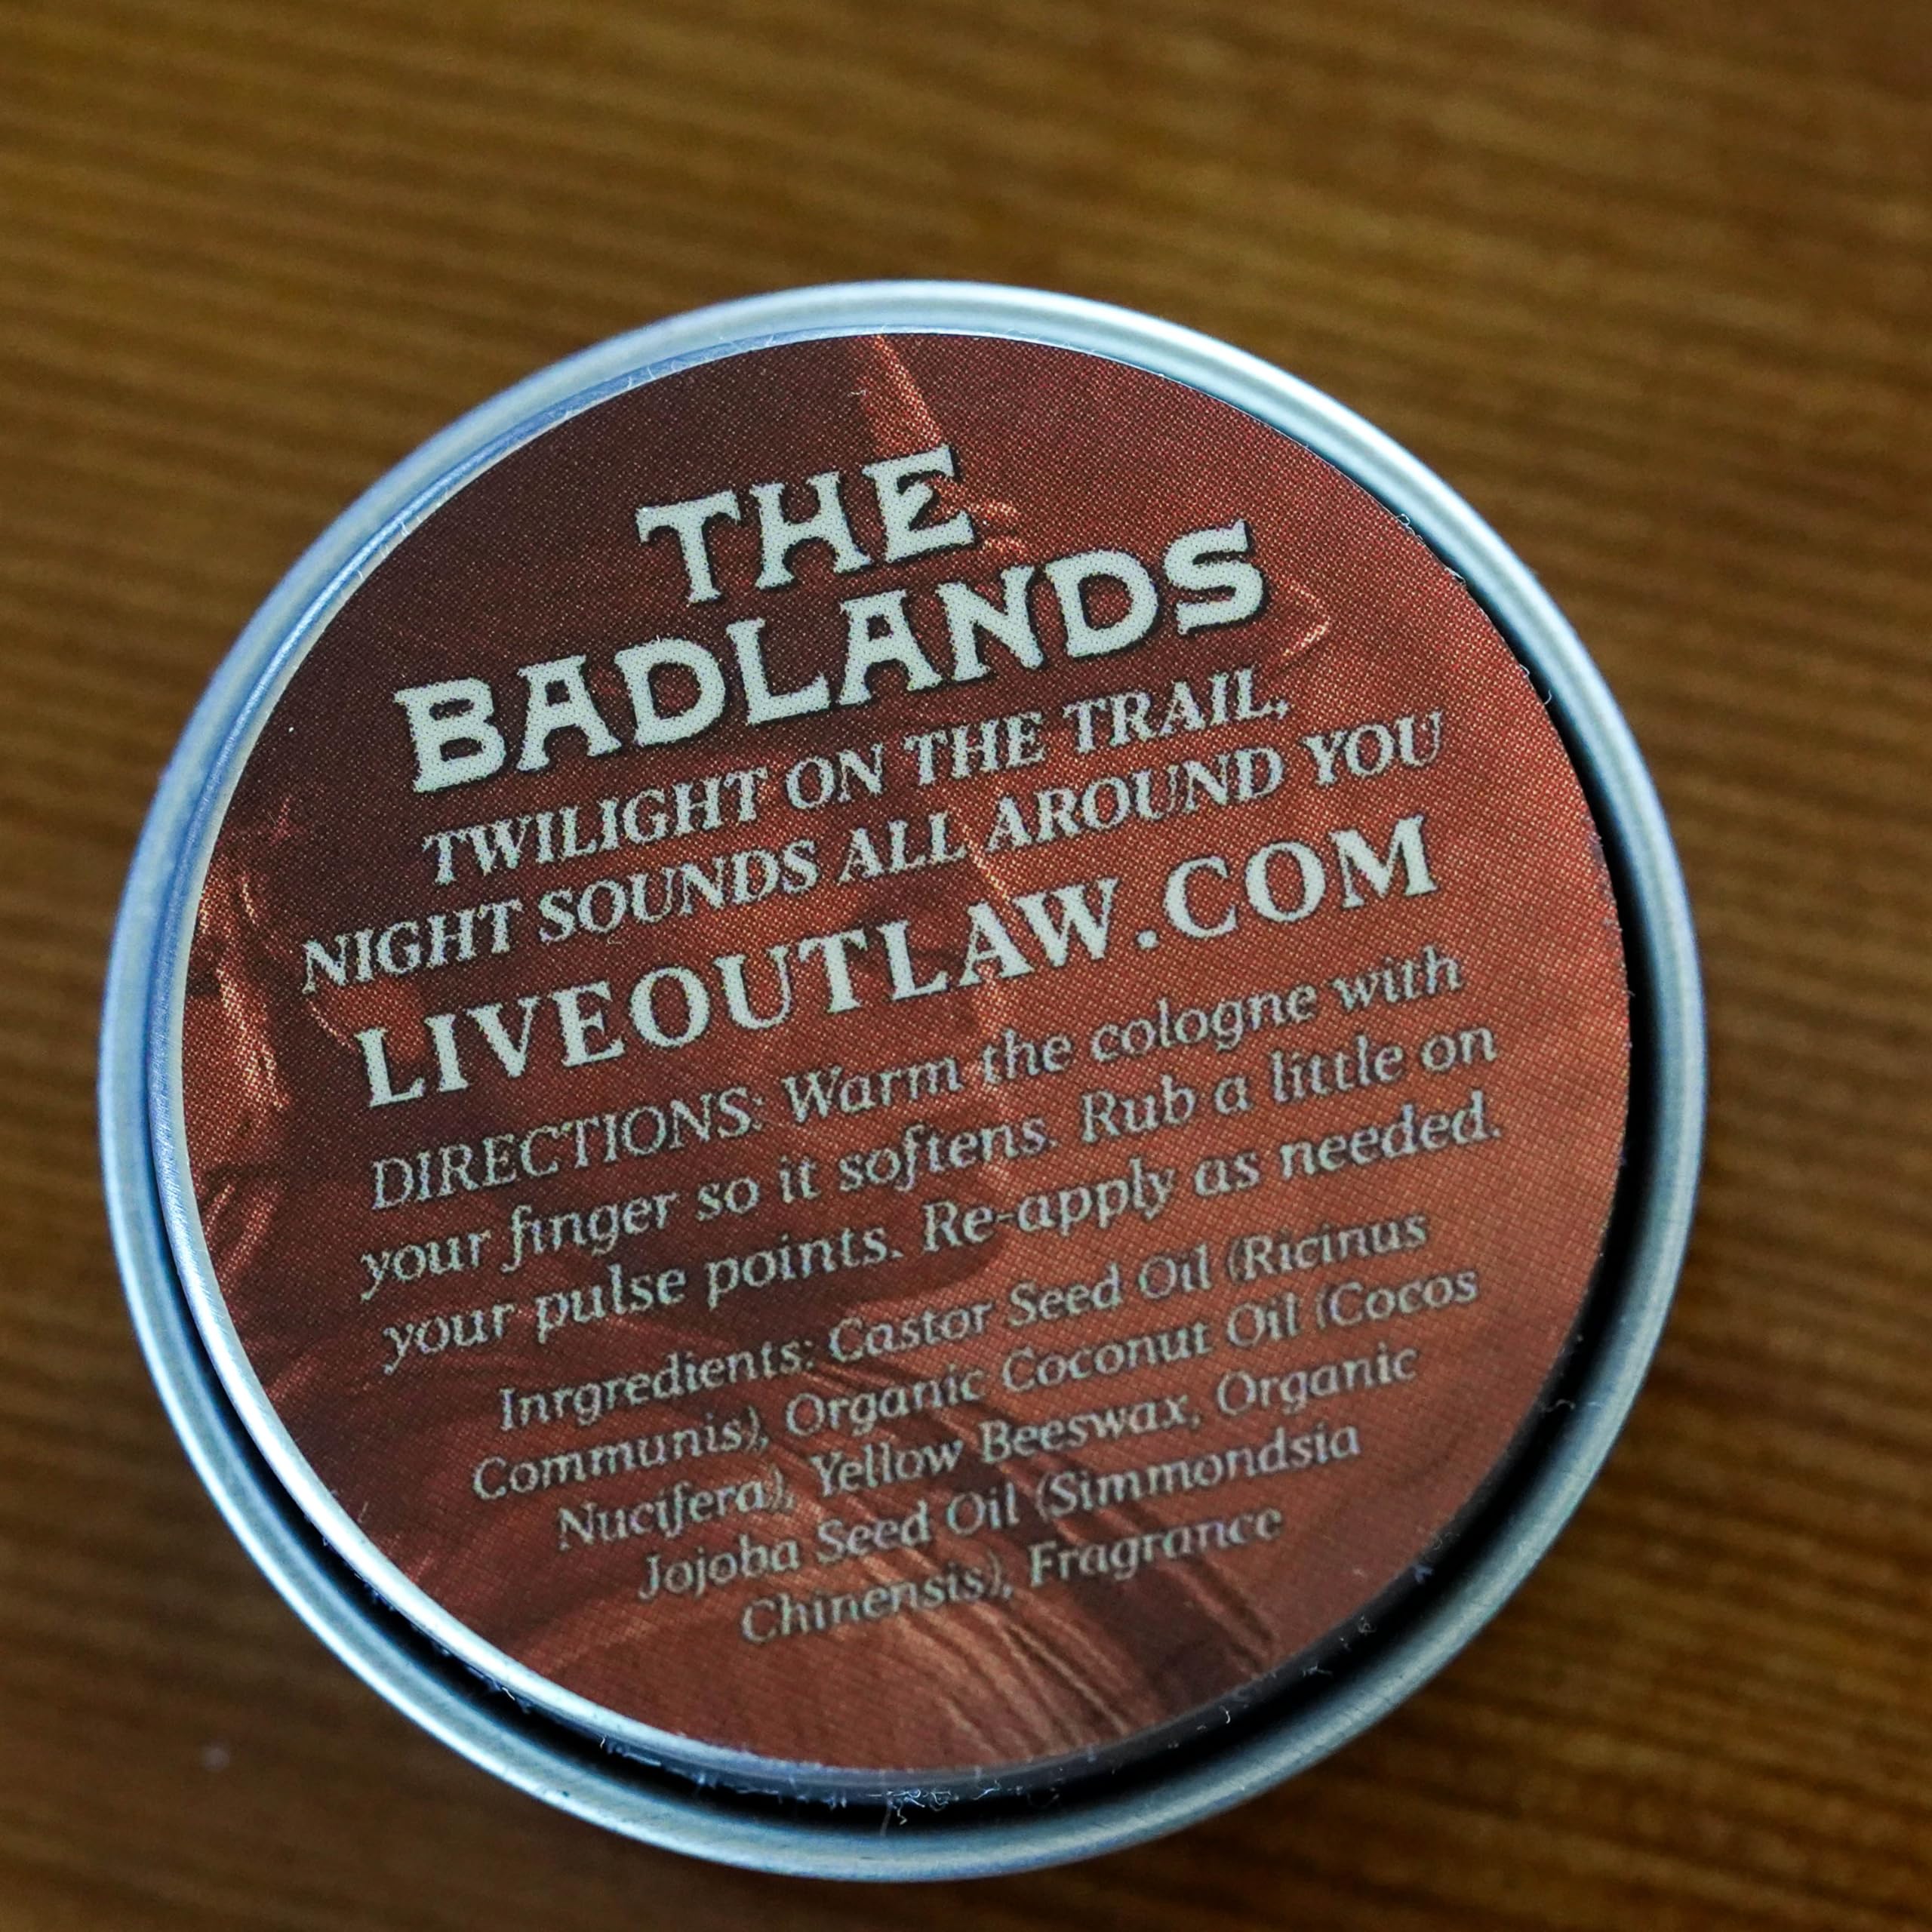 THE
BADLANDS
TWILIGHT ON THE TRAIL,
NIGHT SOUNDS ALL AROUND YOU
LIVEOUTLAW.COM
DIRECTIONS: Warm the cologne with
your finger so it softens. Rub a little on
your pulse points. Re-apply as needed.
Inrgredients: Castor Seed Oil (Ricinus
Communis), Organic Coconut Oil (Cocos
Nucifera), Yellow Beeswax, Organic
Jojoba Seed Oil (Simmondsia
Chinensis), Fragrance